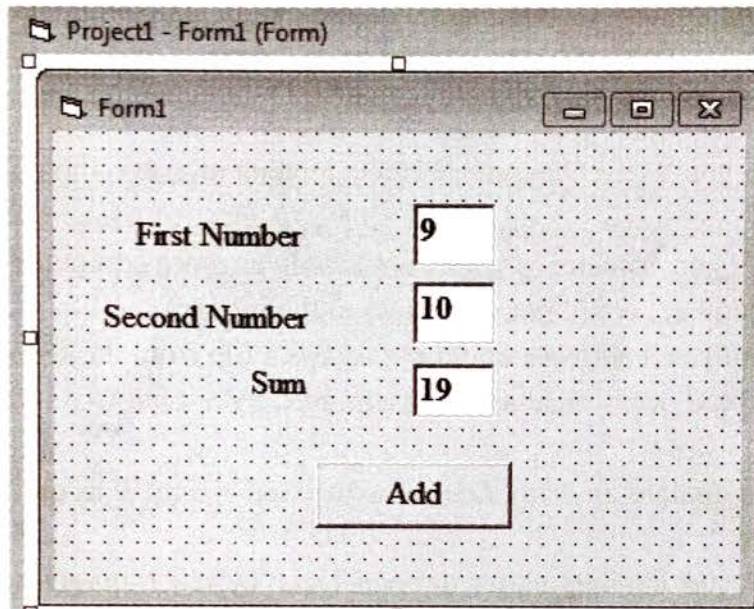 Project1 - Form1 (Form)
Form1
First Number 9
Second Number 10
Sum 19
Add